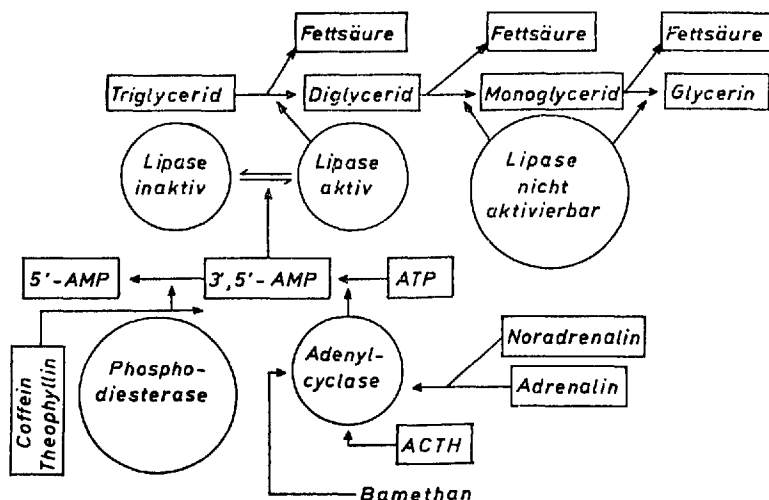 Fettsäure
Fettsäure
Fettsäure
Triglycerid
Diglycerid
Monoglycerid
Glycerin
Lipase
inaktiv
Lipase
aktiv
Lipase
nicht
aktivierbar
5'-AMP
3',5'-AMP
ATP
Coffein
Theophyllin
Phospho-
diesterase
Adenyl-
cyclase
Noradrenalin
Adrenalin
ACTH
Bamethan